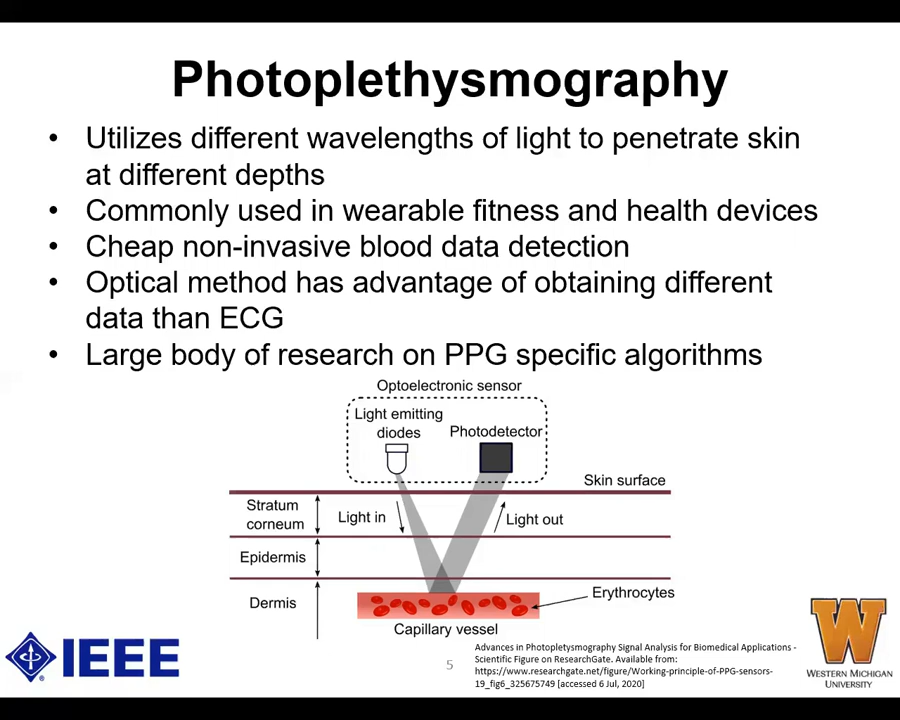 Photoplethysmography
• Utilizes different wavelengths of light to penetrate skin
at different depths
• Commonly used in wearable fitness and health devices
• Cheap non-invasive blood data detection
• Optical method has advantage of obtaining different
data than ECG
• Large body of research on PPG specific algorithms
Optoelectronic sensor
Light emitting
diodes
Photodetector
Skin surface
Stratum
corneum
Light in
Light out
Epidermis
Dermis
Erythrocytes
Capillary vessel
IEEE
5
Advances in Photopletysmography Signal Analysis for Biomedical Applications -
Scientific Figure on ResearchGate. Available from:
https://www.researchgate.net/figure/Working-principle-of-PPG-sensors-
19_fig6_325675749 [accessed 6 Jul, 2020]
W
WESTERN MICHIGAN
UNIVERSITY